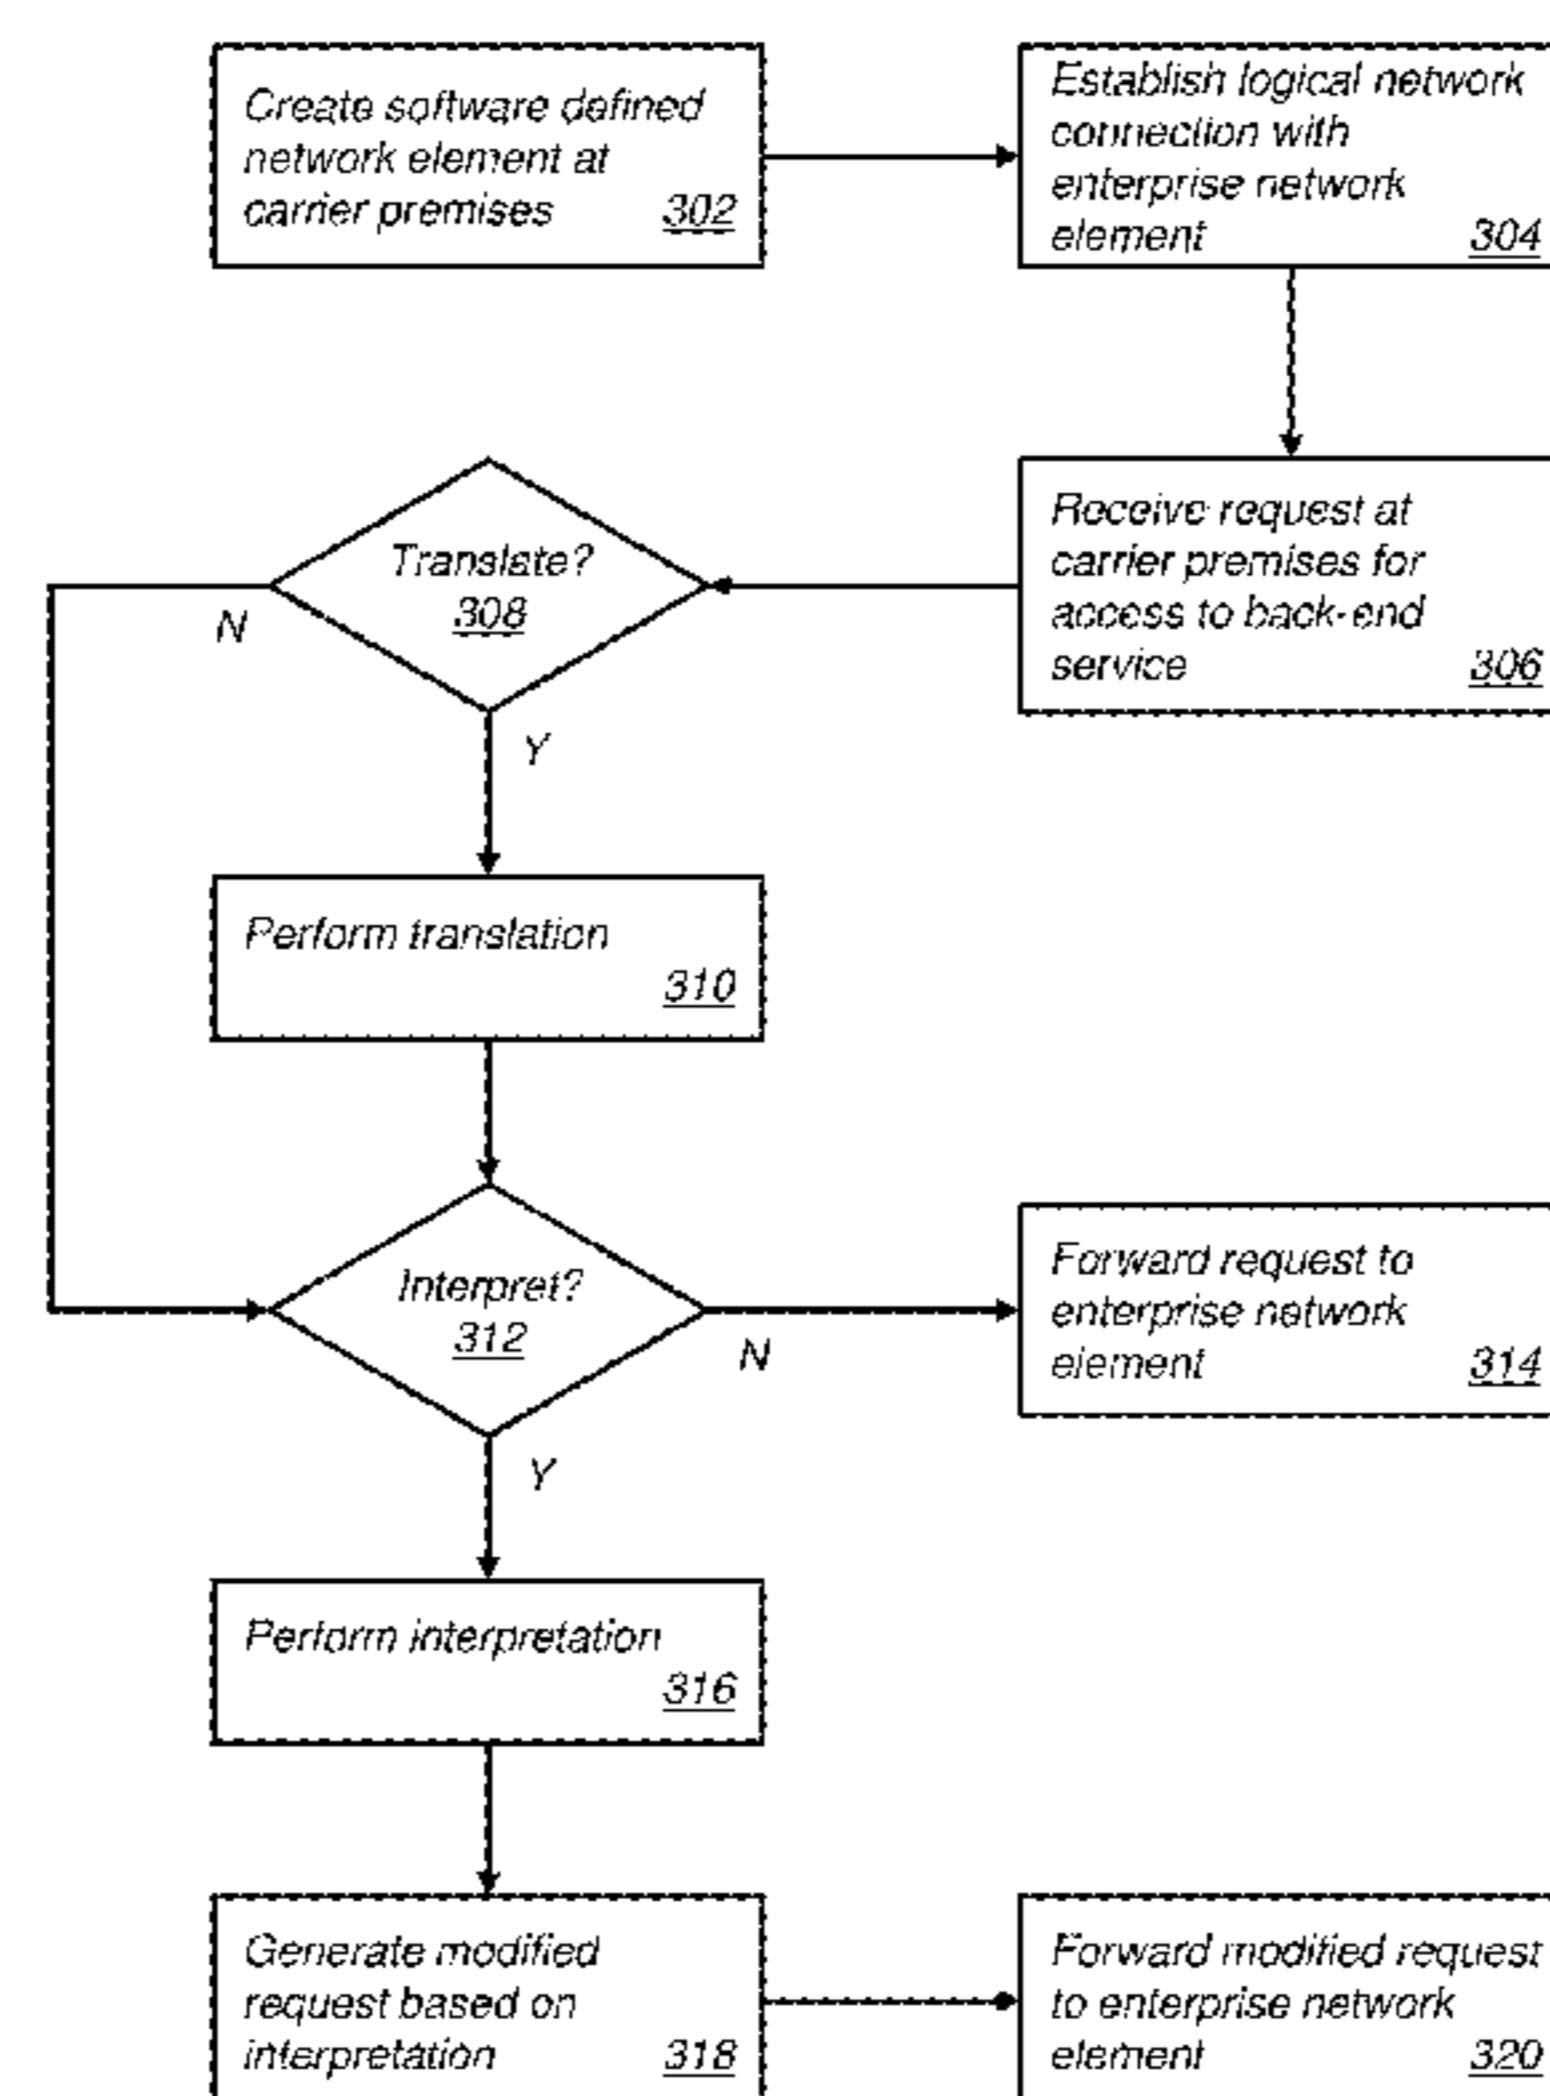 Create software defined
network element at
carrier premises 302
Establish logical network
connection with
enterprise network
element 304
Receive request at
carrier premises for
access to back-end
service 306
Translate?
308
N
Y
Perform translation
310
Interpret?
312
N
Y
Forward request to
enterprise network
element 314
Perform interpretation
316
Generate modified
request based on
interpretation 318
Forward modified request
to enterprise network
element 320